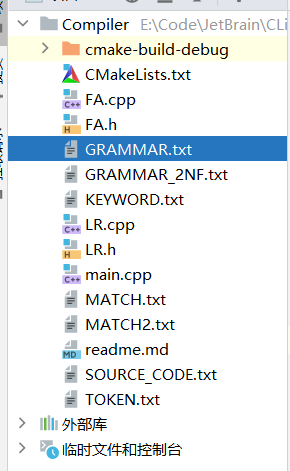 Compiler E:\Code\JetBrain\CLi
cmake-build-debug
CMakeLists.txt
FA.cpp
FA.h
GRAMMAR.txt
GRAMMAR_2NF.txt
KEYWORD.txt
LR.cpp
LR.h
main.cpp
MATCH.txt
MATCH2.txt
readme.md
SOURCE_CODE.txt
TOKEN.txt
外部库
临时文件和控制台